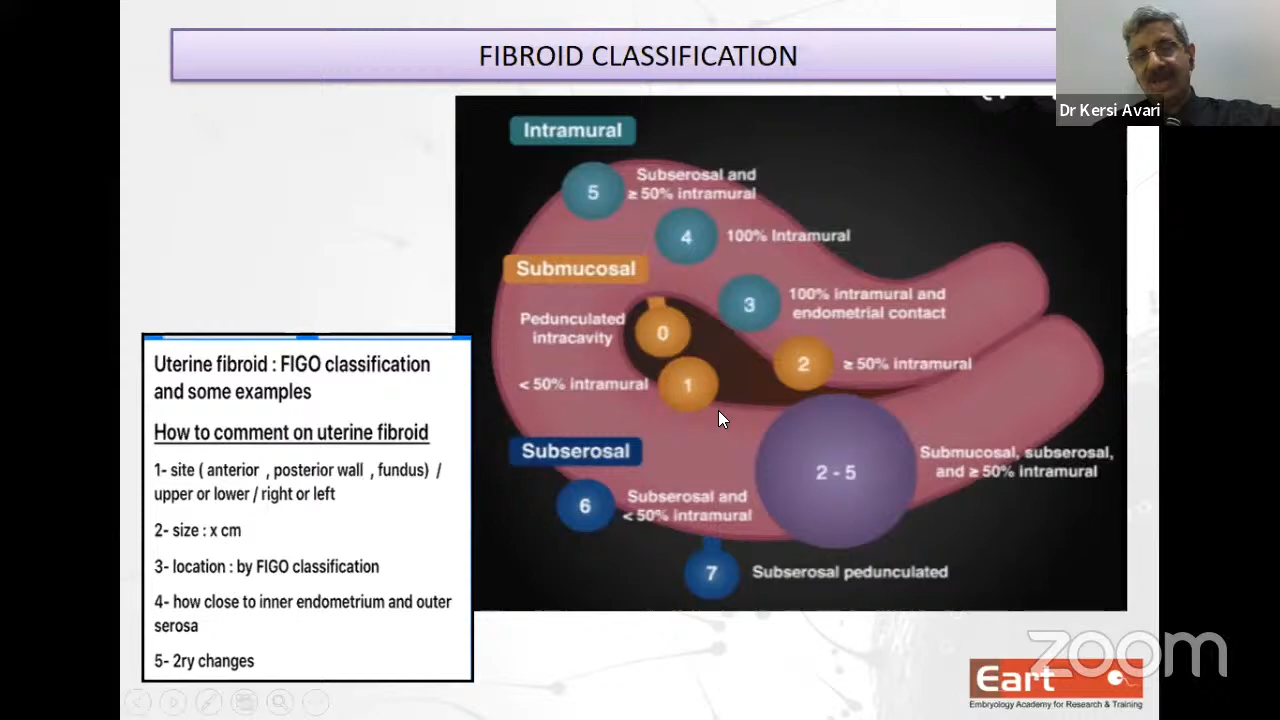 FIBROID CLASSIFICATION
Dr Kersi Avari
Intramural
5
Subserosal and
≥ 50% intramural
4
100% Intramural
Submucosal
3
100% intramural and
endometrial contact
Pedunculated
intracavity
0
2
≥ 50% intramural
< 50% intramural
1
Subserosal
2 - 5
Submucosal, subserosal,
and ≥ 50% intramural
6
Subserosal and
< 50% intramural
7
Subserosal pedunculated
Uterine fibroid : FIGO classification
and some examples
How to comment on uterine fibroid
1- site ( anterior , posterior wall , fundus) /
upper or lower / right or left
2- size : x cm
3- location : by FIGO classification
4- how close to inner endometrium and outer
serosa
5- 2ry changes
zoom
Eart
Embryology Academy for Research & Training